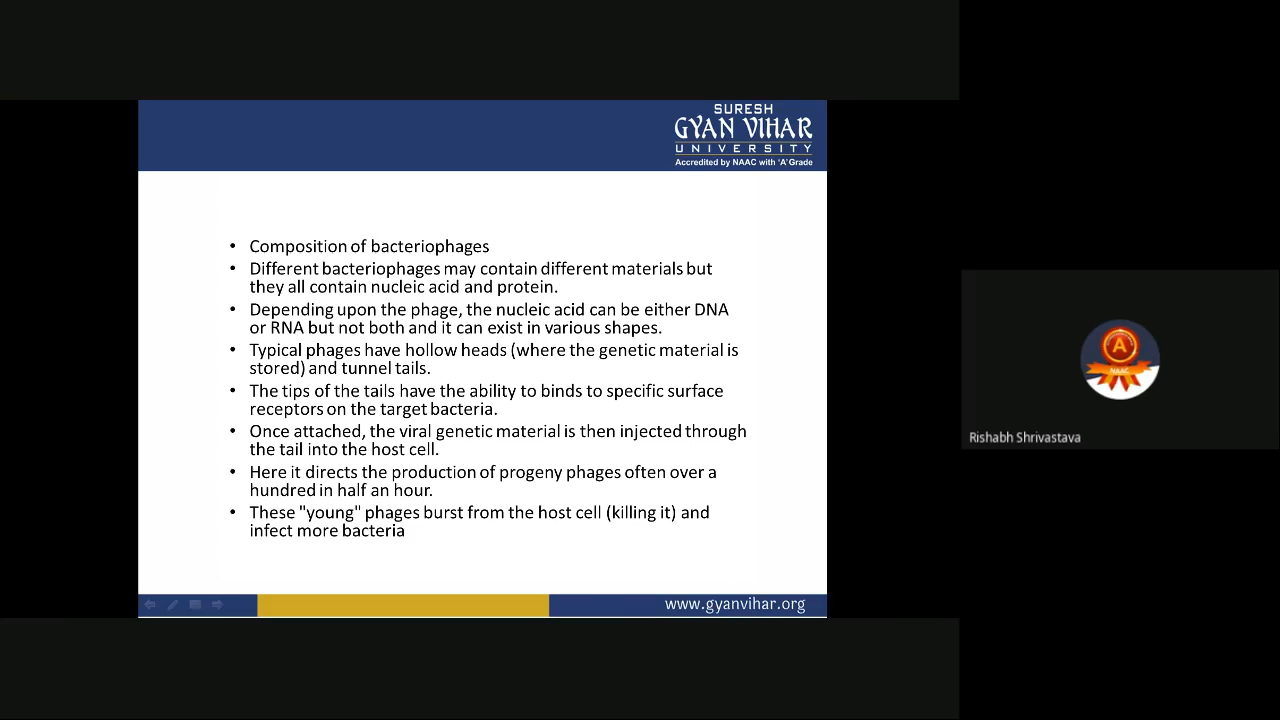 SURESH
GYAN VIHAR
UNIVERSITY
Accredited by NAAC with 'A' Grade
• Composition of bacteriophages
• Different bacteriophages may contain different materials but
they all contain nucleic acid and protein.
• Depending upon the phage, the nucleic acid can be either DNA
or RNA but not both and it can exist in various shapes.
• Typical phages have hollow heads (where the genetic material is
stored) and tunnel tails.
• The tips of the tails have the ability to binds to specific surface
receptors on the target bacteria.
• Once attached, the viral genetic material is then injected through
the tail into the host cell.
• Here it directs the production of progeny phages often over a
hundred in half an hour.
• These "young" phages burst from the host cell (killing it) and
infect more bacteria
www.gyanvihar.org
A
NAAC
Rishabh Shrivastava